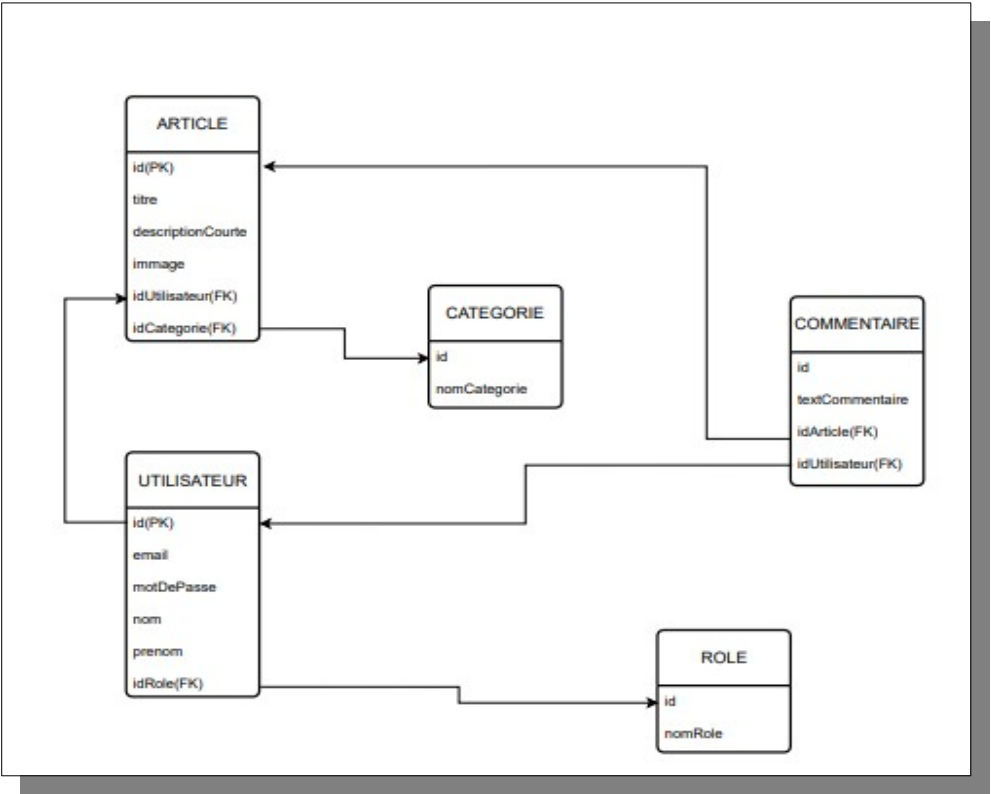 ARTICLE
id(PK)
titre
descriptionCourte
immage
idUtilisateur(FK)
idCategorie(FK)
CATEGORIE
id
nomCategorie
COMMENTAIRE
id
textCommentaire
idArticle(FK)
idUtilisateur(FK)
UTILISATEUR
id(PK)
email
motDePasse
nom
prenom
idRole(FK)
ROLE
id
nomRole